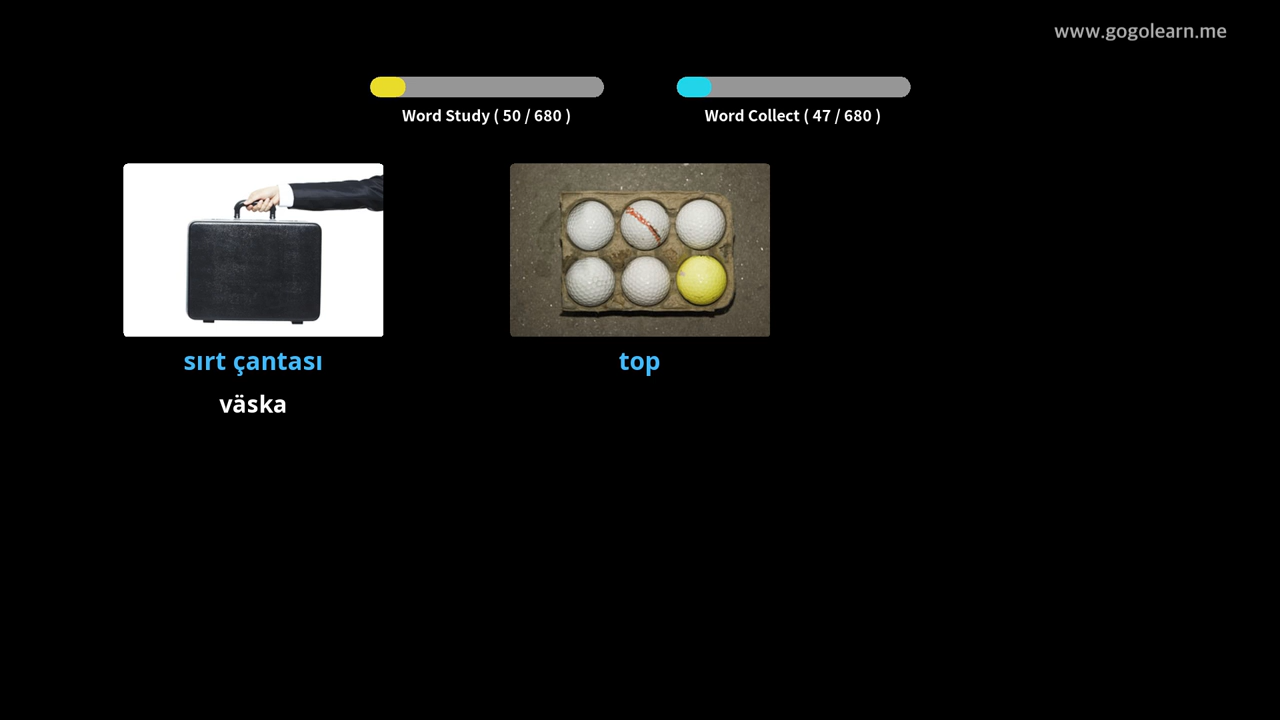 www.gogolearn.me
Word Study ( 50 / 680 )
Word Collect ( 47 / 680 )
sırt çantası
top
väska